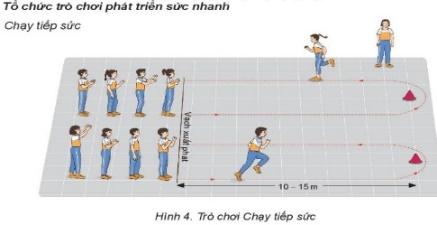 Tổ chức trò chơi phát triển sức nhanh
Chạy tiếp sức
Vạch xuất phát
10 – 15 m
Hình 4. Trò chơi Chạy tiếp sức